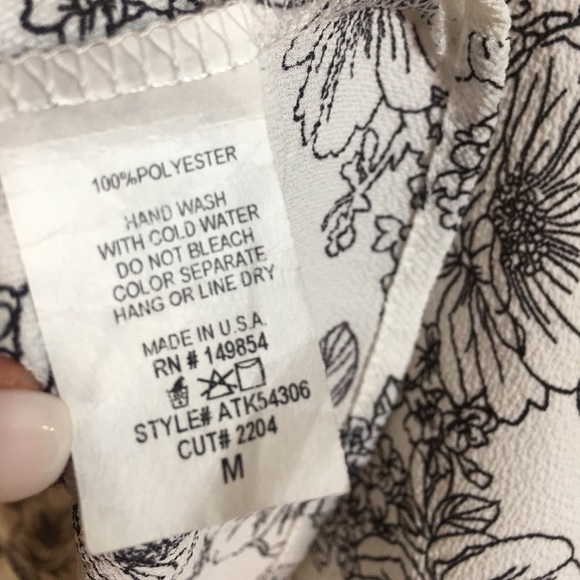 100%POLYESTER
HAND WASH
WITH COLD WATER
DO NOT BLEACH
COLOR SEPARATE
HANG OR LINE DRY
MADE IN U.S.A.
RN # 149854
STYLE# ATK54306
CUT# 2204
M